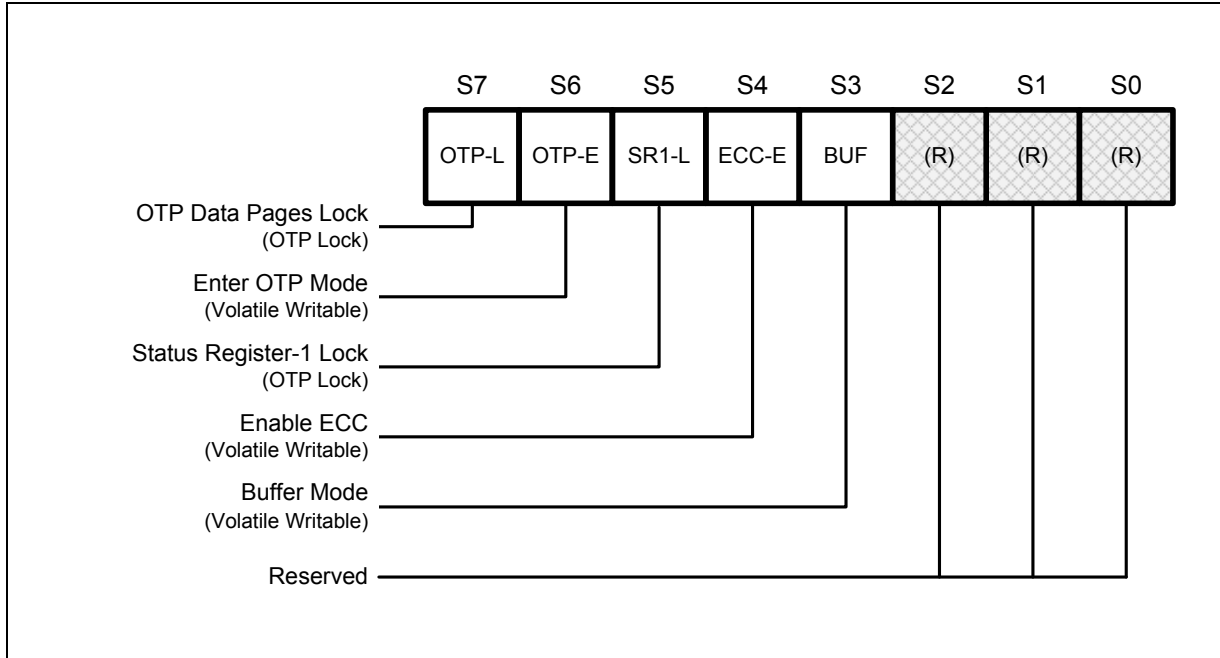 S7 S6 S5 S4 S3 S2 S1 S0
OTP-L OTP-E SR1-L ECC-E BUF (R) (R) (R)
OTP Data Pages Lock
(OTP Lock)
Enter OTP Mode
(Volatile Writable)
Status Register-1 Lock
(OTP Lock)
Enable ECC
(Volatile Writable)
Buffer Mode
(Volatile Writable)
Reserved